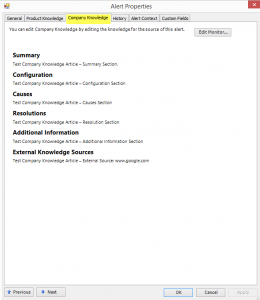 Alert Properties
General
Product Knowledge
Company Knowledge
History
Alert Context
Custom Fields
You can edit Company Knowledge by editing the knowledge for the source of this alert.
Edit Monitor...
Summary
Test Company Knowledge Article – Summary Section
Configuration
Test Company Knowledge Article – Configuration Section
Causes
Test Company Knowledge Article – Causes Section
Resolutions
Test Company Knowledge Article – Resolution Section
Additional Information
Test Company Knowledge Article – Additional Information Section
External Knowledge Sources
Test Company Knowledge Article – External Source: www.google.com
Previous
Next
OK
Cancel
Apply